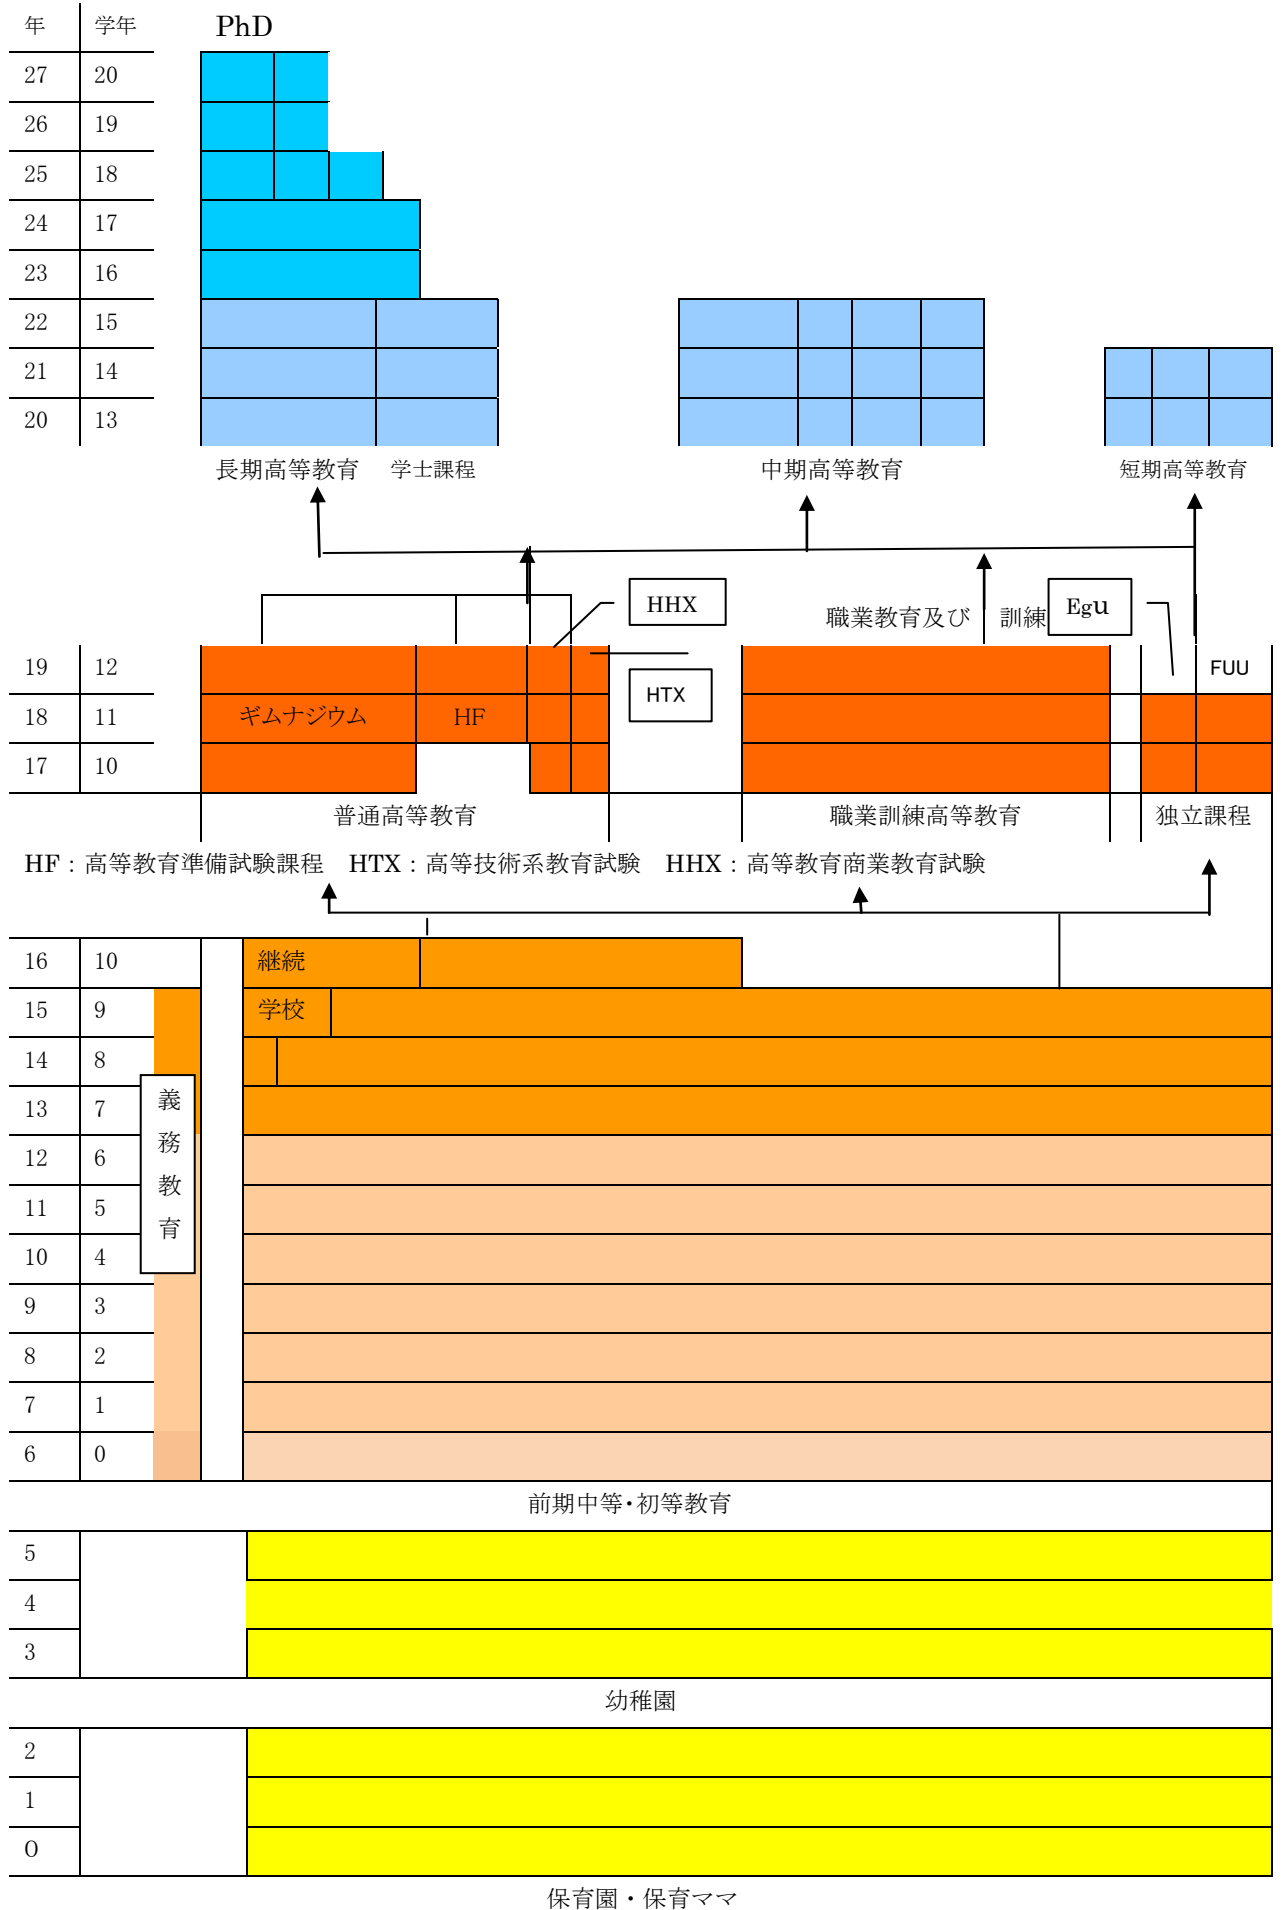 年 学年 PhD
27 20
26 19
25 18
24 17
23 16
22 15
21 14
20 13
長期高等教育 学士課程 中期高等教育 短期高等教育
HHX 職業教育及び 訓練 Egu
19 12 FUU
HTX
18 11 ギムナジウム HF
17 10
普通高等教育 職業訓練高等教育 独立課程
HF：高等教育準備試験課程 HTX：高等技術系教育試験 HHX：高等教育商業教育試験
16 10 継続
15 9 学校
14 8
13 7
12 6
11 5
10 4
義務教育
9 3
8 2
7 1
6 0
前期中等・初等教育
5
4
3
幼稚園
2
1
0
保育園・保育ママ